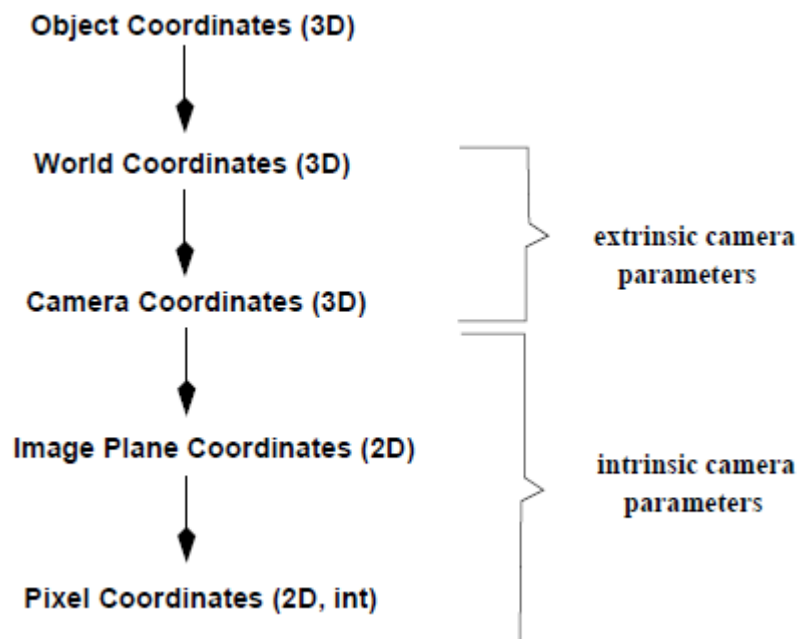 Object Coordinates (3D)
World Coordinates (3D)
extrinsic camera
parameters
Camera Coordinates (3D)
Image Plane Coordinates (2D)
intrinsic camera
parameters
Pixel Coordinates (2D, int)